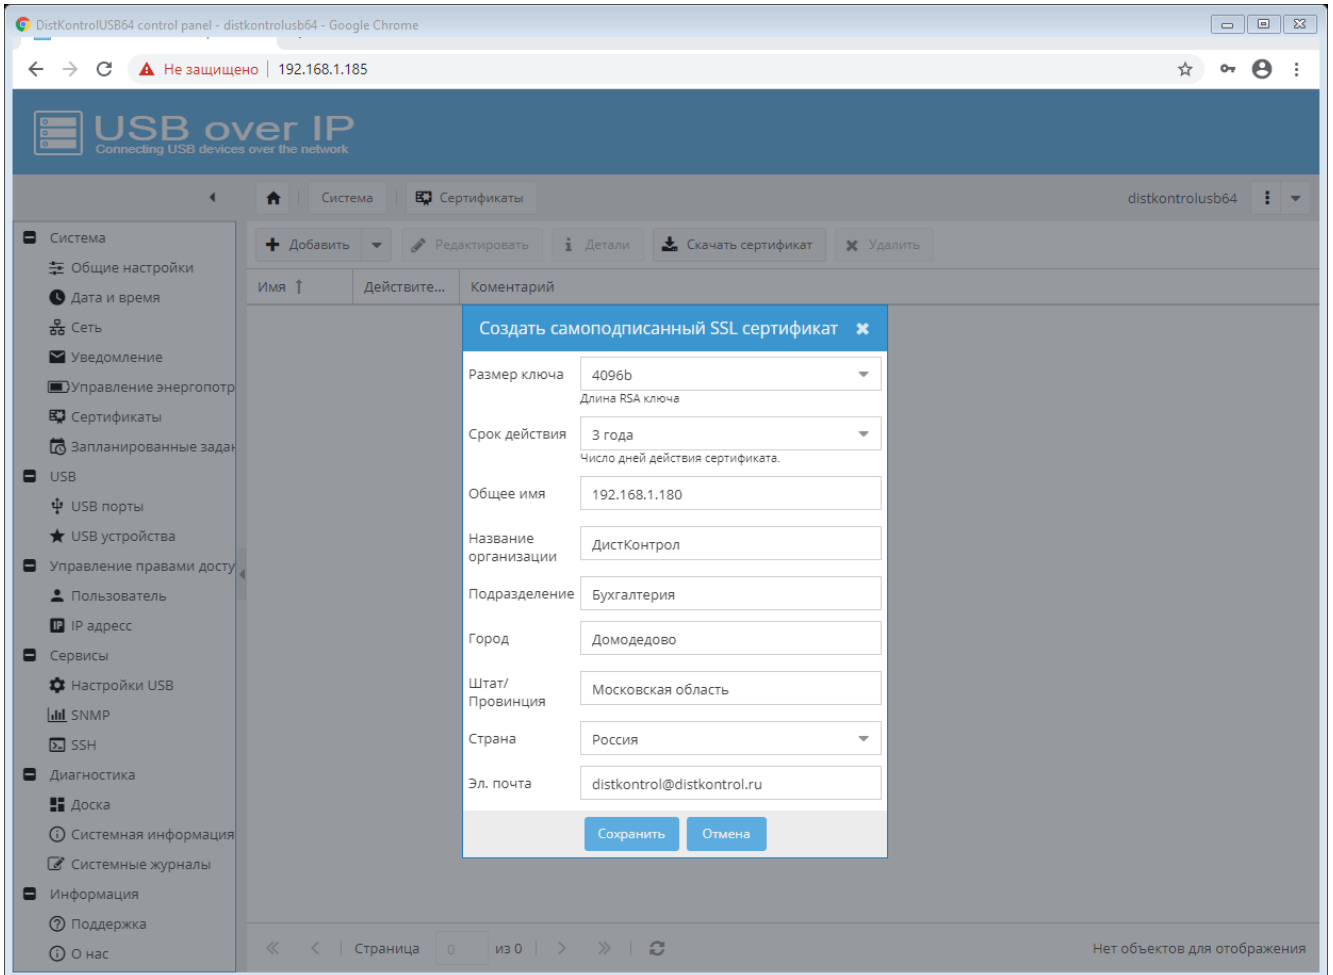 DistKontrolUSB64 control panel - distkontrolusb64 - Google Chrome
Не защищено 192.168.1.185
USB over IP
Connecting USB devices over the network
Система Сертификаты distkontrolusb64
Добавить Редактировать Детали Скачать сертификат Удалить
Имя Действите... Коментарий
Система
Общие настройки
Дата и время
Сеть
Уведомление
Управление энергопотр
Сертификаты
Запланированные задан
USB
USB порты
USB устройства
Управление правами досту
Пользователь
IP адресс
Сервисы
Настройки USB
SNMP
SSH
Диагностика
Доска
Системная информация
Системные журналы
Информация
Поддержка
О нас
Создать самоподписанный SSL сертификат
Размер ключа 4096b
Длина RSA ключа
Срок действия 3 года
Число дней действия сертификата.
Общее имя 192.168.1.180
Название
организации ДистКонтрол
Подразделение Бухгалтерия
Город Домодедово
Штат/
Провинция Московская область
Страна Россия
Эл. почта distkontrol@distkontrol.ru
Сохранить Отмена
Страница 0 из 0 Нет объектов для отображения